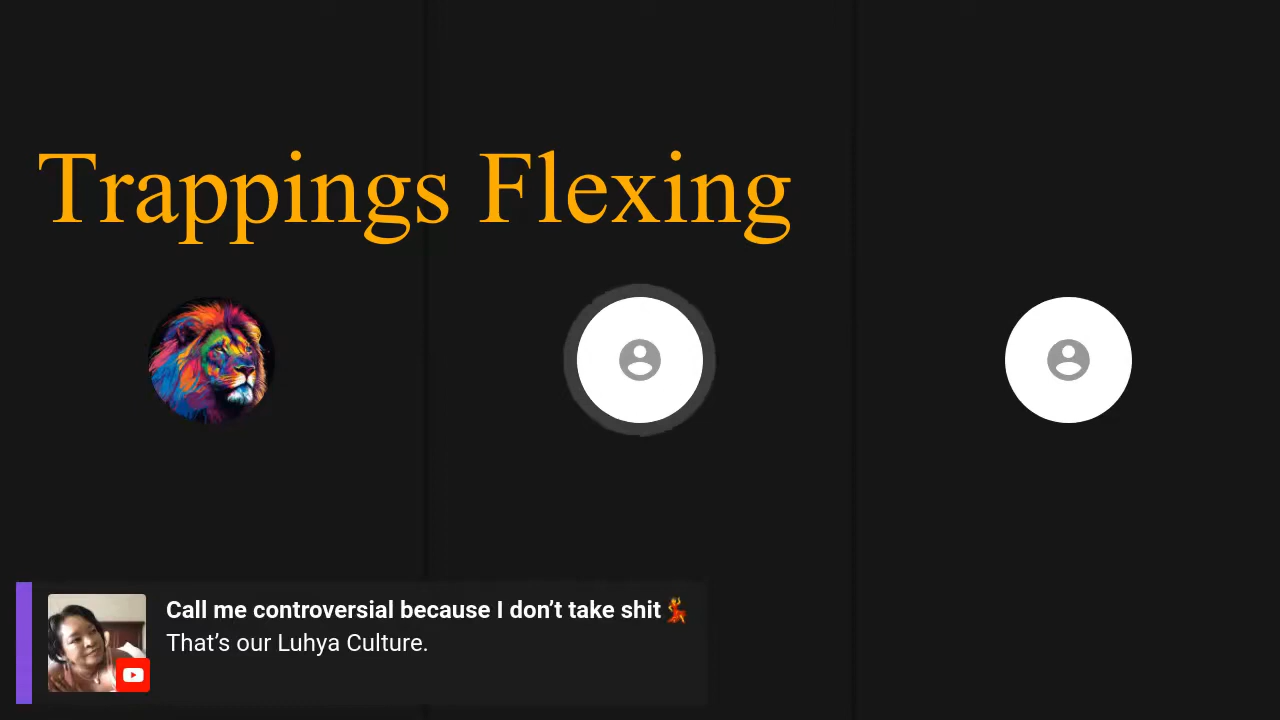 Trappings Flexing
Call me controversial because I don’t take shit💃
That’s our Luhya Culture.